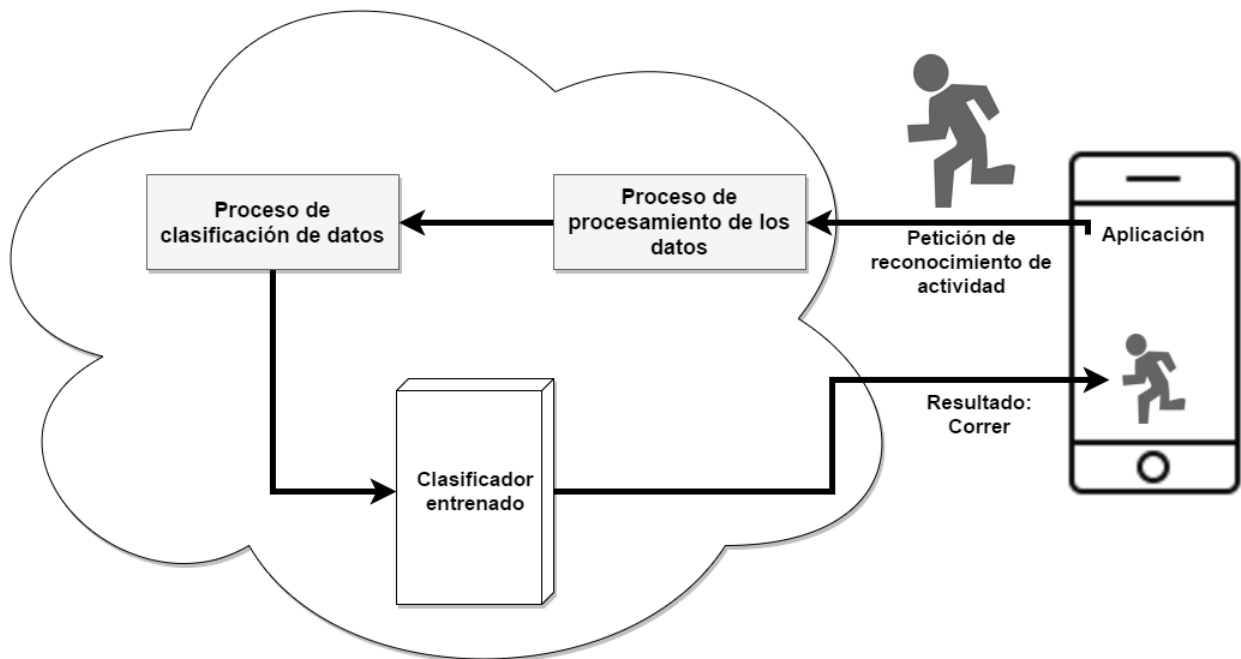 Proceso de
clasificación de datos
Proceso de
procesamiento de los
datos
Petición de
reconocimiento de
actividad
Aplicación
Resultado:
Correr
Clasificador
entrenado